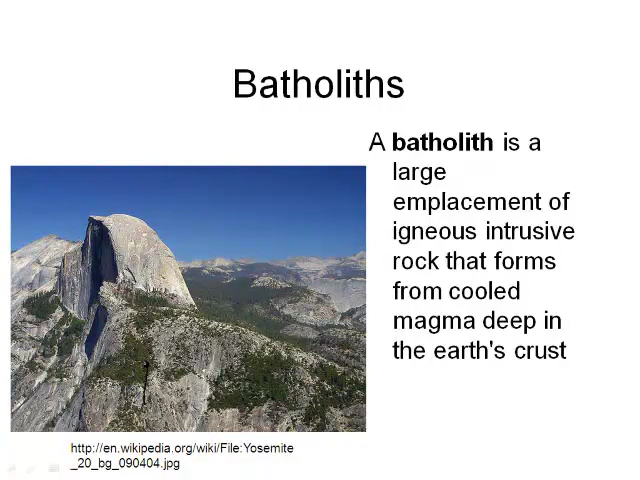 Batholiths
A batholith is a
large
emplacement of
igneous intrusive
rock that forms
from cooled
magma deep in
the earth's crust
http://en.wikipedia.org/wiki/File:Yosemite
_20_bg_090404.jpg